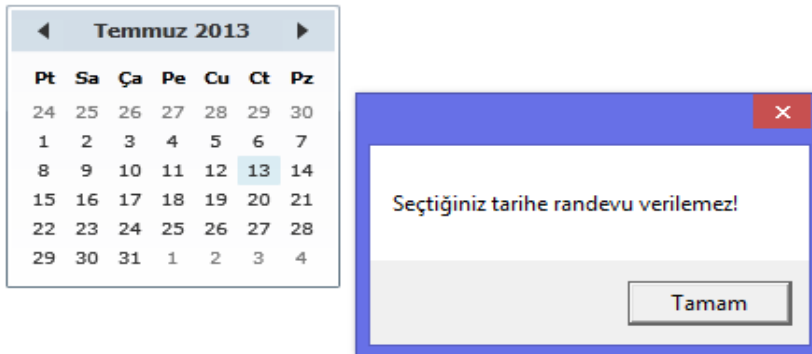 Temmuz 2013
Pt Sa Ça Pe Cu Ct Pz
24 25 26 27 28 29 30
1 2 3 4 5 6 7
8 9 10 11 12 13 14
15 16 17 18 19 20 21
22 23 24 25 26 27 28
29 30 31 1 2 3 4
Seçtiğiniz tarihe randevu verilemez!
Tamam